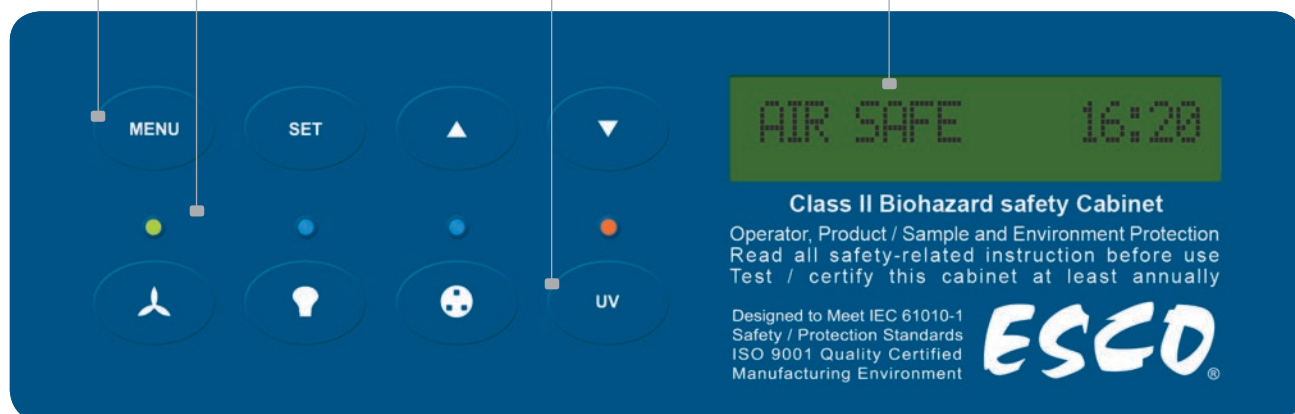 MENU SET ▲ ▼
UV
AIR SAFE 16:20
Class II Biohazard safety Cabinet
Operator, Product / Sample and Environment Protection
Read all safety-related instruction before use
Test / certify this cabinet at least annually
Designed to Meet IEC 61010-1
Safety / Protection Standards
ISO 9001 Quality Certified
Manufacturing Environment
ESCO®